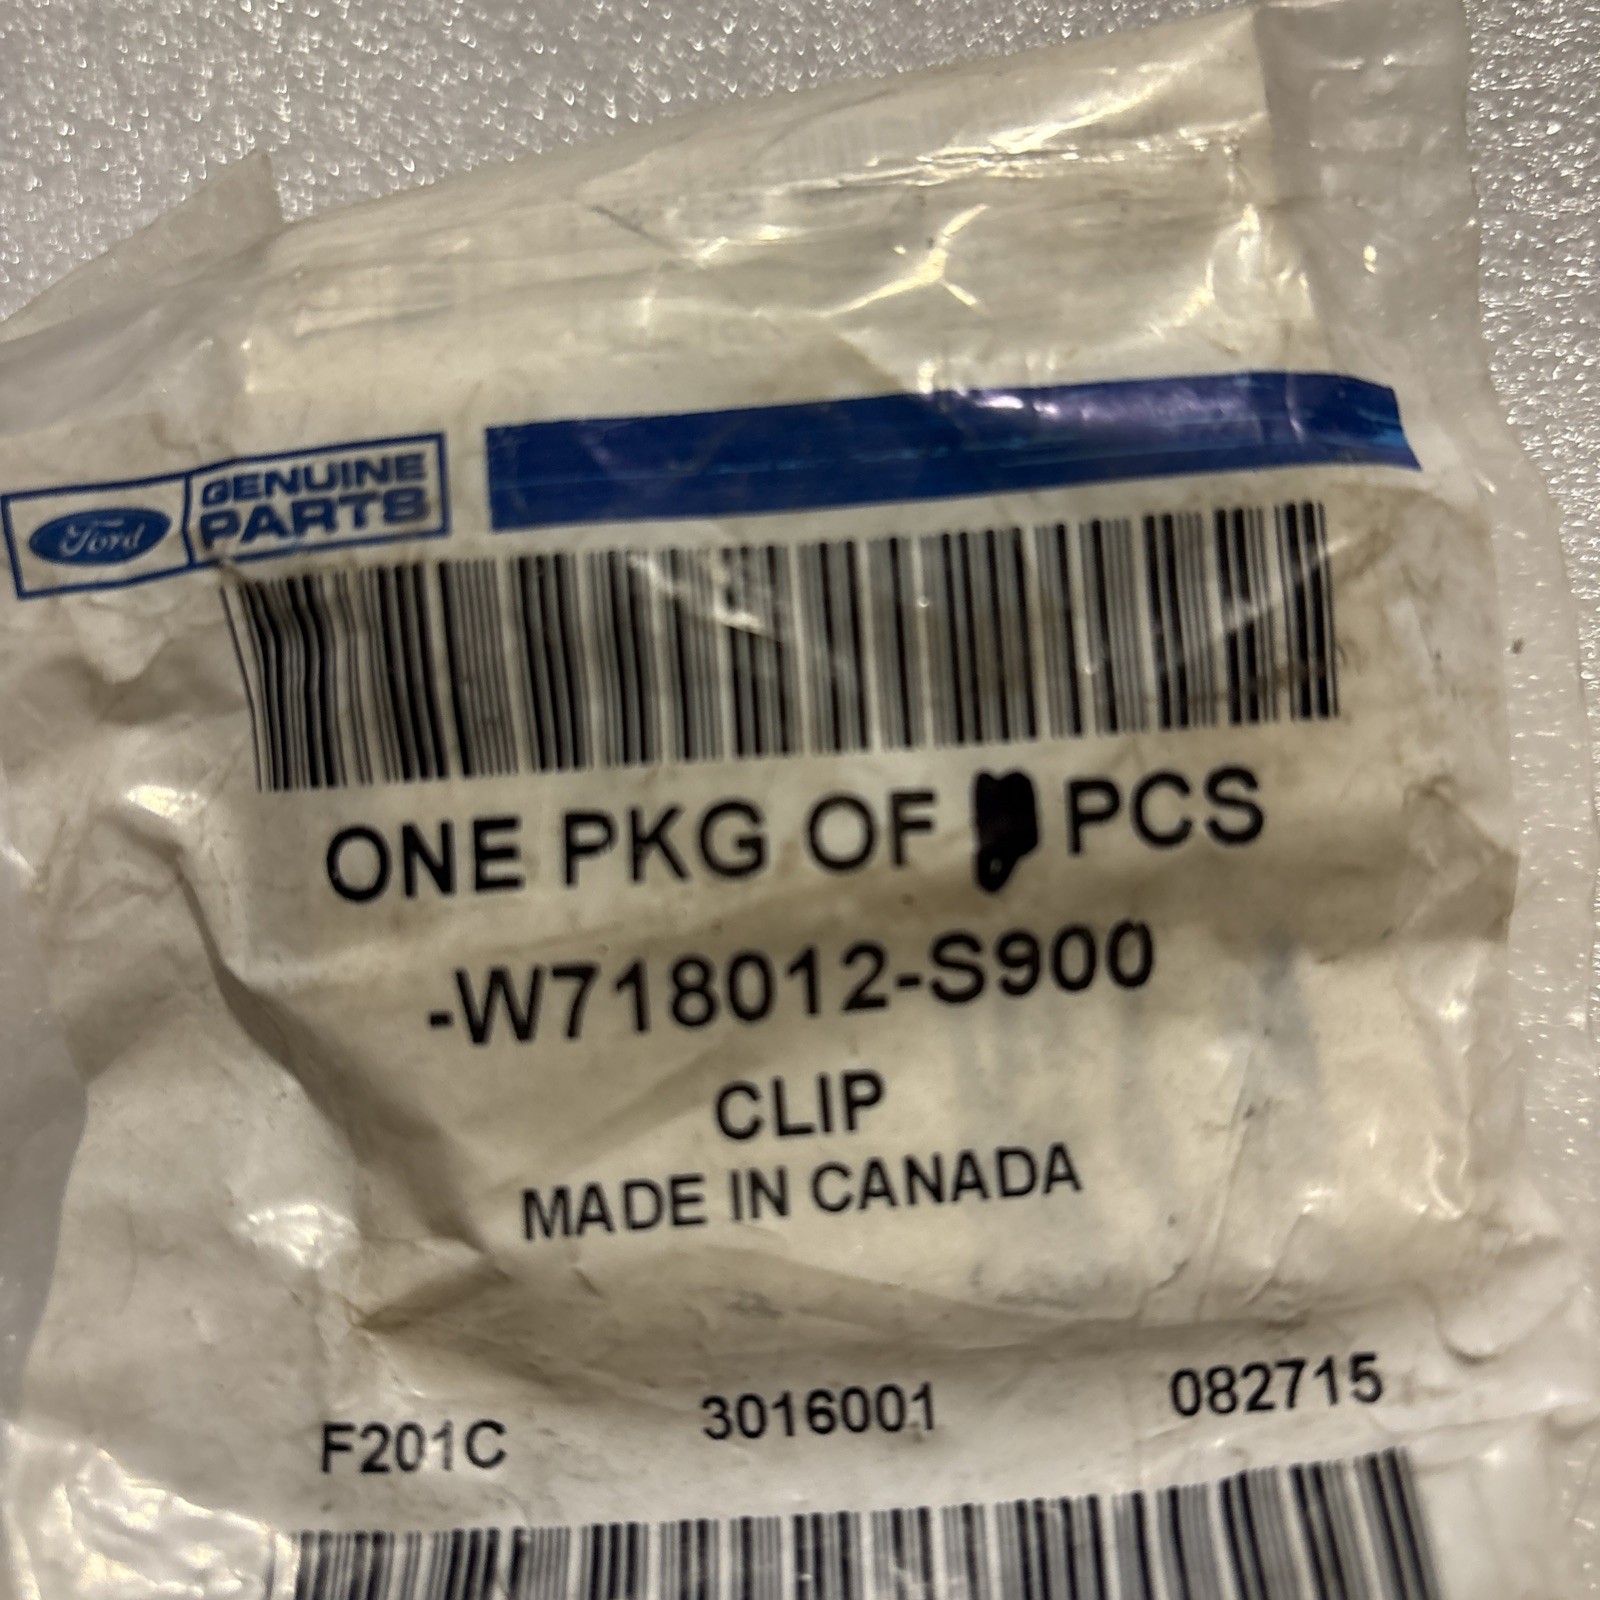 Ford GENUINE PARTS
ONE PKG OF PCS
-W718012-S900
CLIP
MADE IN CANADA
F201C 3016001 082715